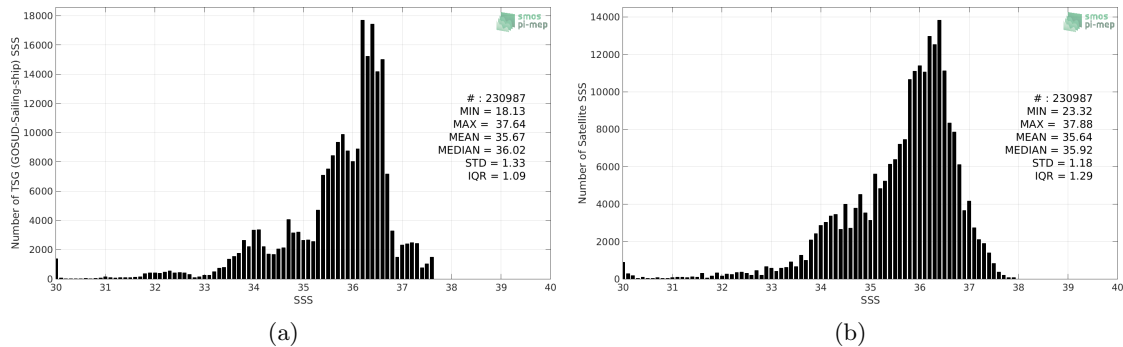 smos
pi-mep
Number of TSG (GOSUD-Sailing-ship) SSS
18000
16000
14000
12000
10000
8000
6000
4000
2000
0
# : 230987
MIN = 18.13
MAX = 37.64
MEAN = 35.67
MEDIAN = 36.02
STD = 1.33
IQR = 1.09
30 31 32 33 34 35 36 37 38 39 40
SSS
(a)
smos
pi-mep
Number of Satellite SSS
14000
12000
10000
8000
6000
4000
2000
0
# : 230987
MIN = 23.32
MAX = 37.88
MEAN = 35.64
MEDIAN = 35.92
STD = 1.18
IQR = 1.29
30 31 32 33 34 35 36 37 38 39 40
SSS
(b)